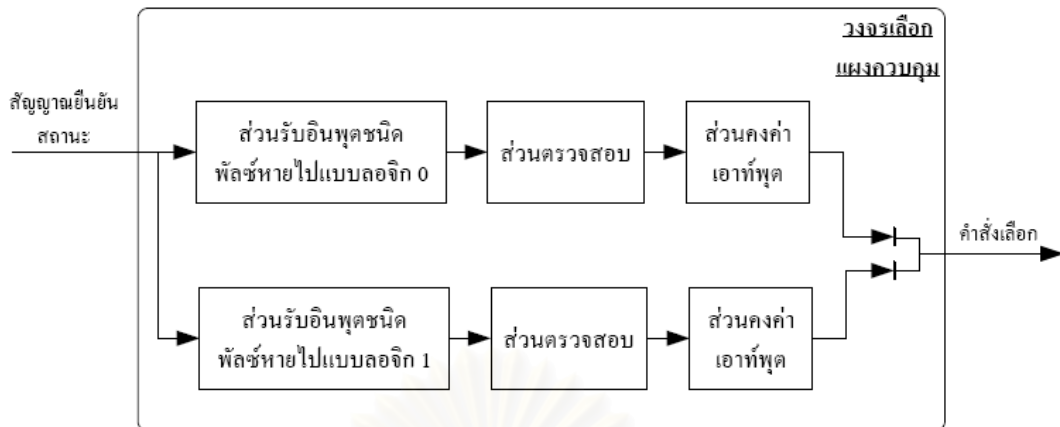 วงจรเลือก
แผงควบคุม
สัญญาณยืนยัน
สถานะ
ส่วนรับอินพุตชนิด
พัลซ์หายไปแบบลอจิก 0
ส่วนตรวจสอบ
ส่วนคงค่า
เอาท์พุต
คำสั่งเลือก
ส่วนรับอินพุตชนิด
พัลซ์หายไปแบบลอจิก 1
ส่วนตรวจสอบ
ส่วนคงค่า
เอาท์พุต